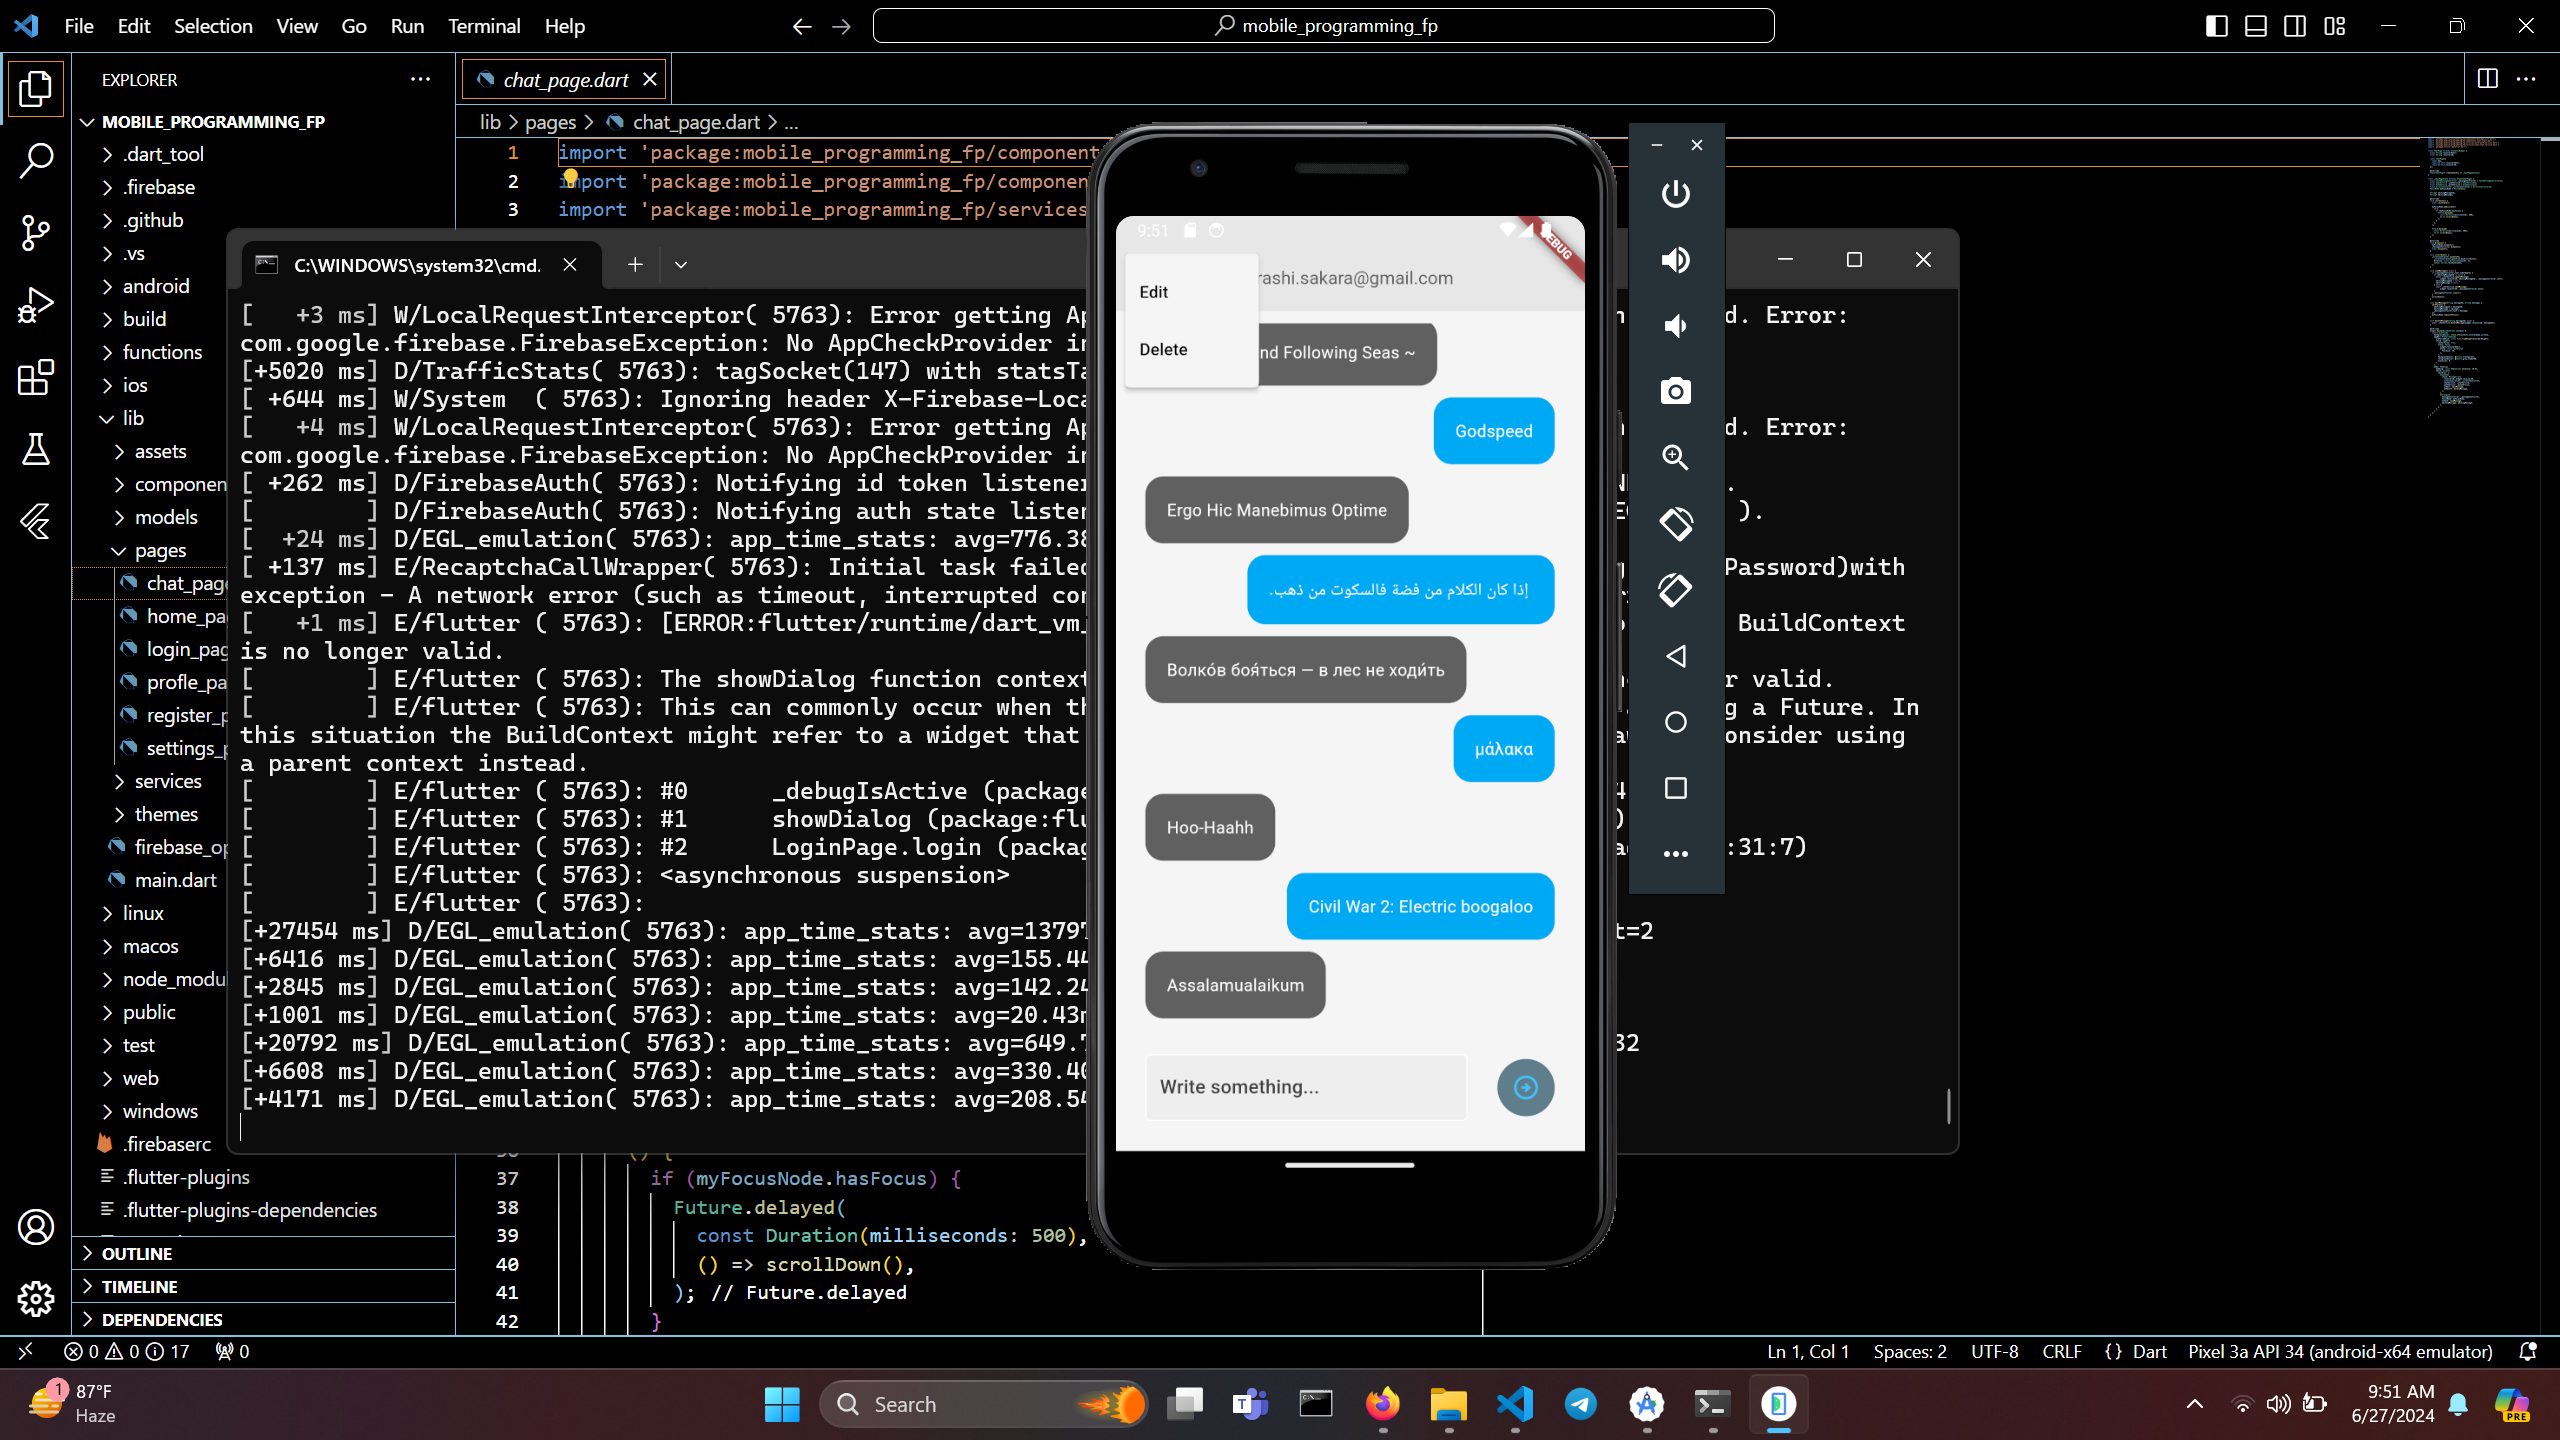 File Edit Selection View Go Run Terminal Help
mobile_programming_fp
EXPLORER
MOBILE_PROGRAMMING_FP
.dart_tool
.firebase
.github
.vs
android
build
functions
ios
lib
assets
componen
models
pages
chat_page
home_pa
login_pag
profle_pa
register_p
settings_p
services
themes
firebase_op
main.dart
linux
macos
node_modu
public
test
web
windows
.firebaserc
.flutter-plugins
.flutter-plugins-dependencies
OUTLINE
TIMELINE
DEPENDENCIES
chat_page.dart
lib > pages > chat_page.dart > ...
1 import 'package:mobile_programming_fp/component
2 import 'package:mobile_programming_fp/component
3 import 'package:mobile_programming_fp/services
C:\WINDOWS\system32\cmd.
[   +3 ms] W/LocalRequestInterceptor( 5763): Error getting Ap
d. Error:
com.google.firebase.FirebaseException: No AppCheckProvider in
[+5020 ms] D/TrafficStats( 5763): tagSocket(147) with statsTa
[ +644 ms] W/System  ( 5763): Ignoring header X-Firebase-Loca
[   +4 ms] W/LocalRequestInterceptor( 5763): Error getting Ap
d. Error:
com.google.firebase.FirebaseException: No AppCheckProvider in
[ +262 ms] D/FirebaseAuth( 5763): Notifying id token listener
.
[        ] D/FirebaseAuth( 5763): Notifying auth state listen
).
[  +24 ms] D/EGL_emulation( 5763): app_time_stats: avg=776.38
[ +137 ms] E/RecaptchaCallWrapper( 5763): Initial task failed
Password)with
exception - A network error (such as timeout, interrupted con
[   +1 ms] E/flutter ( 5763): [ERROR:flutter/runtime/dart_vm_
BuildContext
is no longer valid.
[        ] E/flutter ( 5763): The showDialog function context
r valid.
[        ] E/flutter ( 5763): This can commonly occur when th
g a Future. In
this situation the BuildContext might refer to a widget that
onsider using
a parent context instead.
[        ] E/flutter ( 5763): #0      _debugIsActive (package
[        ] E/flutter ( 5763): #1      showDialog (package:flu
)
[        ] E/flutter ( 5763): #2      LoginPage.login (packag
:31:7)
[        ] E/flutter ( 5763): <asynchronous suspension>
[        ] E/flutter ( 5763):
[+27454 ms] D/EGL_emulation( 5763): app_time_stats: avg=13797
t=2
[+6416 ms] D/EGL_emulation( 5763): app_time_stats: avg=155.44
[+2845 ms] D/EGL_emulation( 5763): app_time_stats: avg=142.24
[+1001 ms] D/EGL_emulation( 5763): app_time_stats: avg=20.43m
[+20792 ms] D/EGL_emulation( 5763): app_time_stats: avg=649.7
32
[+6608 ms] D/EGL_emulation( 5763): app_time_stats: avg=330.40
[+4171 ms] D/EGL_emulation( 5763): app_time_stats: avg=208.54
() {
37 if (myFocusNode.hasFocus) {
38 Future.delayed(
39 const Duration(milliseconds: 500),
40 () => scrollDown(),
41 ); // Future.delayed
42 }
9:51
DEBUG
rashi.sakara@gmail.com
Edit
Delete
nd Following Seas ~
Godspeed
Ergo Hic Manebimus Optime
إذا كان الكلام من فضة فالسكوت من ذهب.
Волко́в боя́ться — в лес не ходи́ть
μάλακα
Hoo-Haahh
Civil War 2: Electric boogaloo
Assalamualaikum
Write something...
0 0 17 0
Ln 1, Col 1 Spaces: 2 UTF-8 CRLF {} Dart Pixel 3a API 34 (android-x64 emulator)
1
87°F
Haze
Search
9:51 AM
6/27/2024
PRE